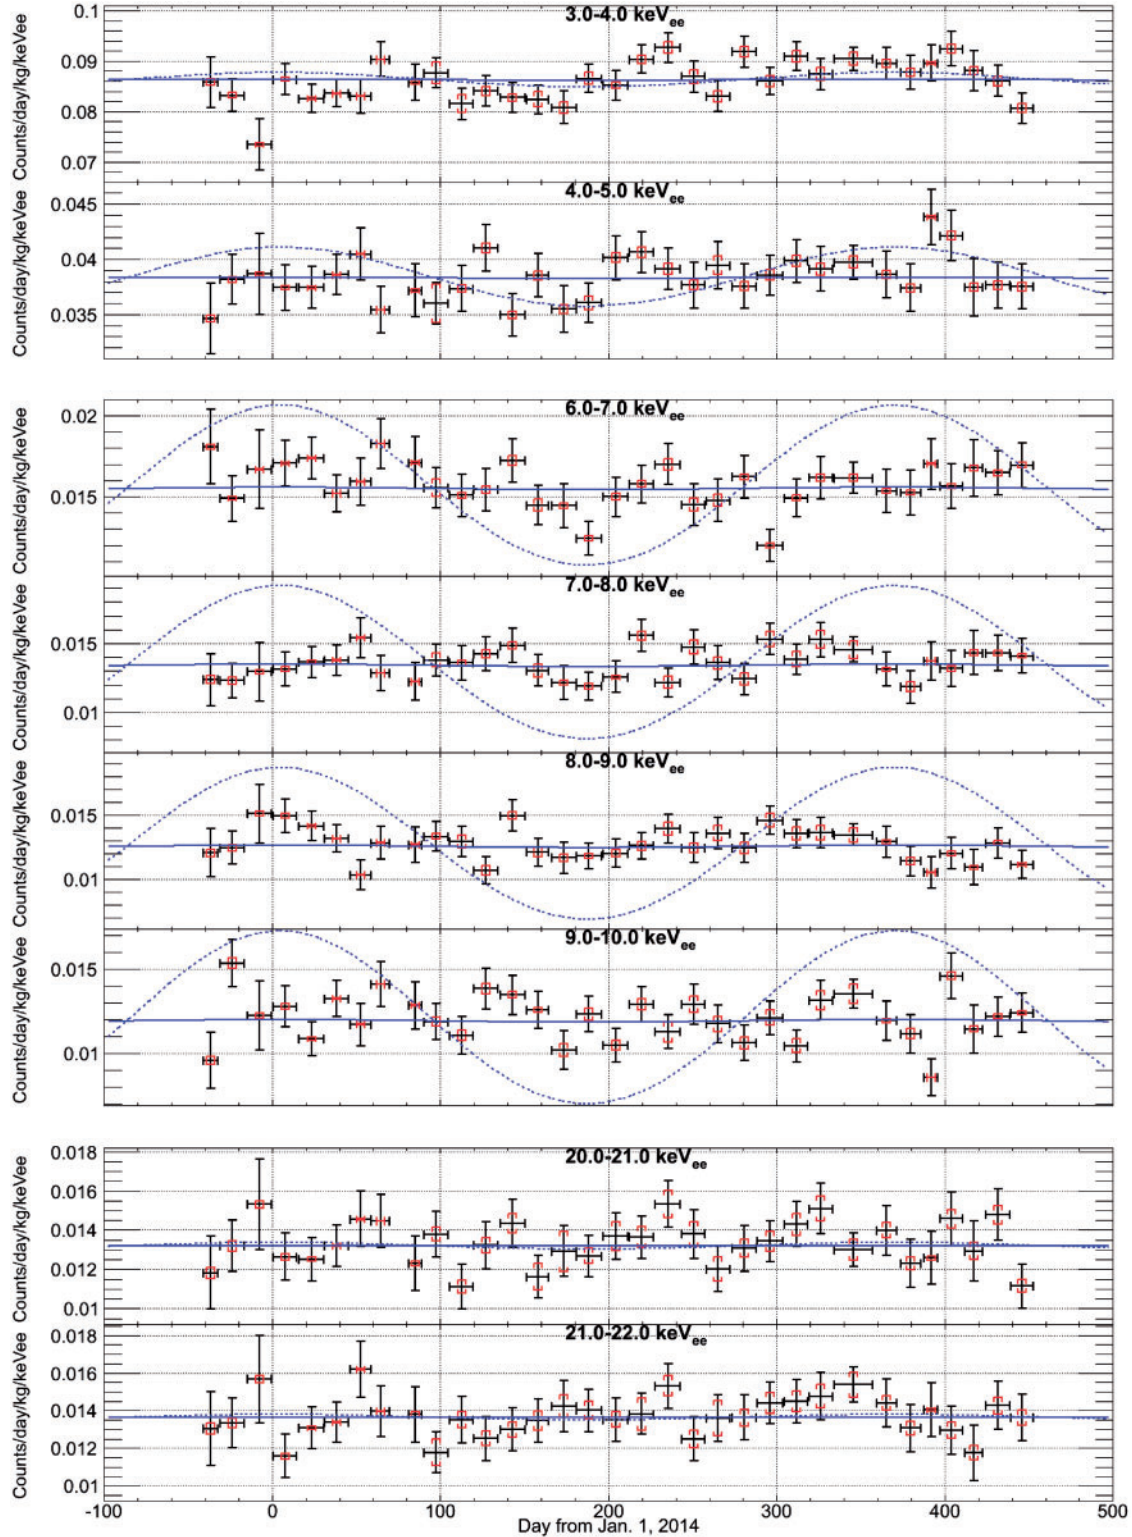 3.0-4.0 keVee
Counts/day/kg/keVee
0.1
0.09
0.08
0.07
4.0-5.0 keVee
Counts/day/kg/keVee
0.045
0.04
0.035
6.0-7.0 keVee
Counts/day/kg/keVee
0.02
0.015
7.0-8.0 keVee
Counts/day/kg/keVee
0.015
0.01
8.0-9.0 keVee
Counts/day/kg/keVee
0.015
0.01
9.0-10.0 keVee
Counts/day/kg/keVee
0.015
0.01
20.0-21.0 keVee
Counts/day/kg/keVee
0.018
0.016
0.014
0.012
0.01
21.0-22.0 keVee
Counts/day/kg/keVee
0.018
0.016
0.014
0.012
0.01
-100 0 100 200 300 400 500
Day from Jan. 1, 2014